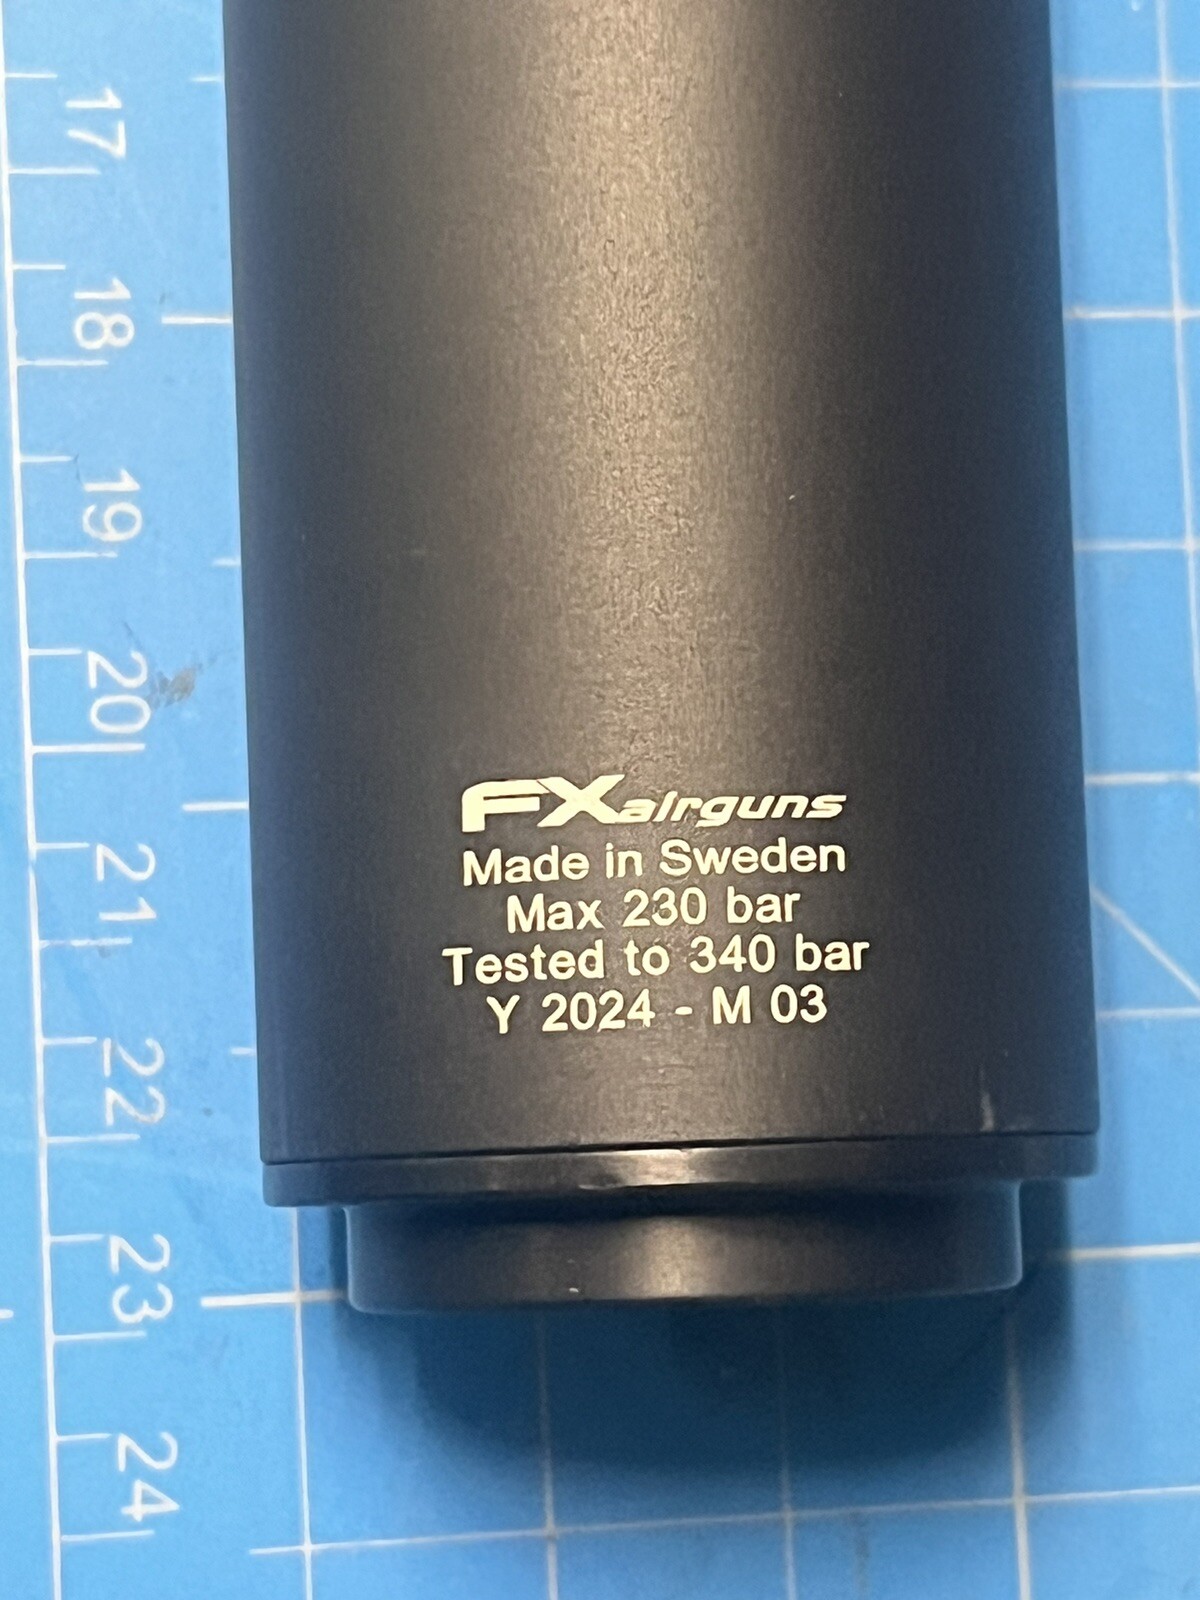 17
18
19
20
21
22
23
24
FXairguns
Made in Sweden
Max 230 bar
Tested to 340 bar
Y 2024 - M 03